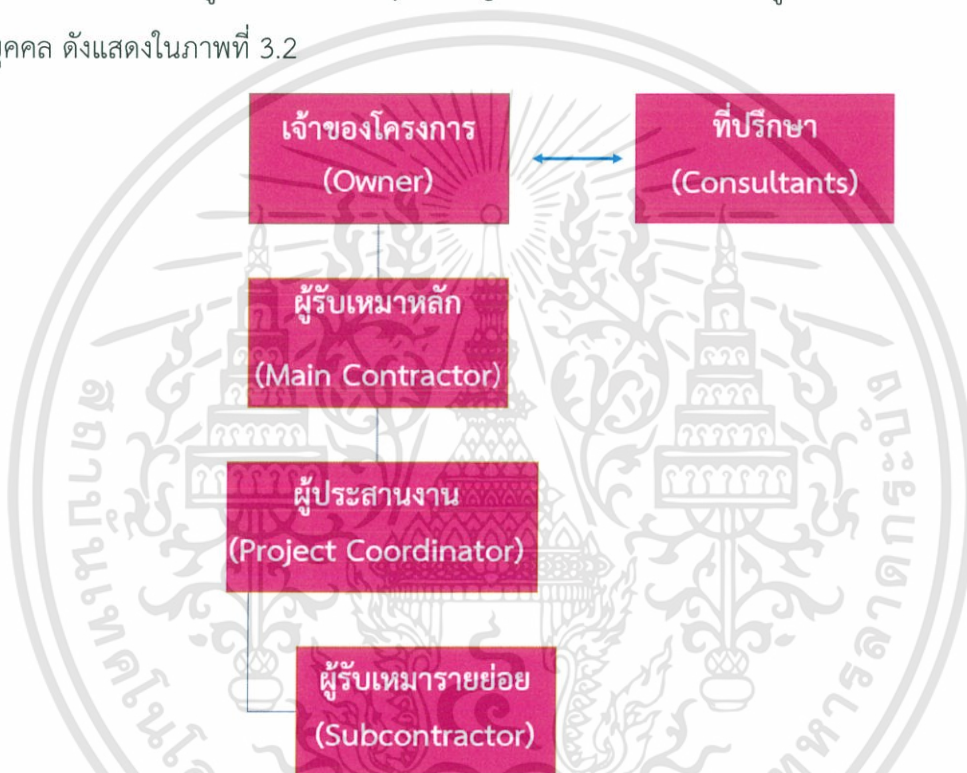 บุคคล ดังแสดงในภาพที่ 3.2
เจ้าของโครงการ
(Owner)
ที่ปรึกษา
(Consultants)
ผู้รับเหมาหลัก
(Main Contractor)
ผู้ประสานงาน
(Project Coordinator)
ผู้รับเหมารายย่อย
(Subcontractor)